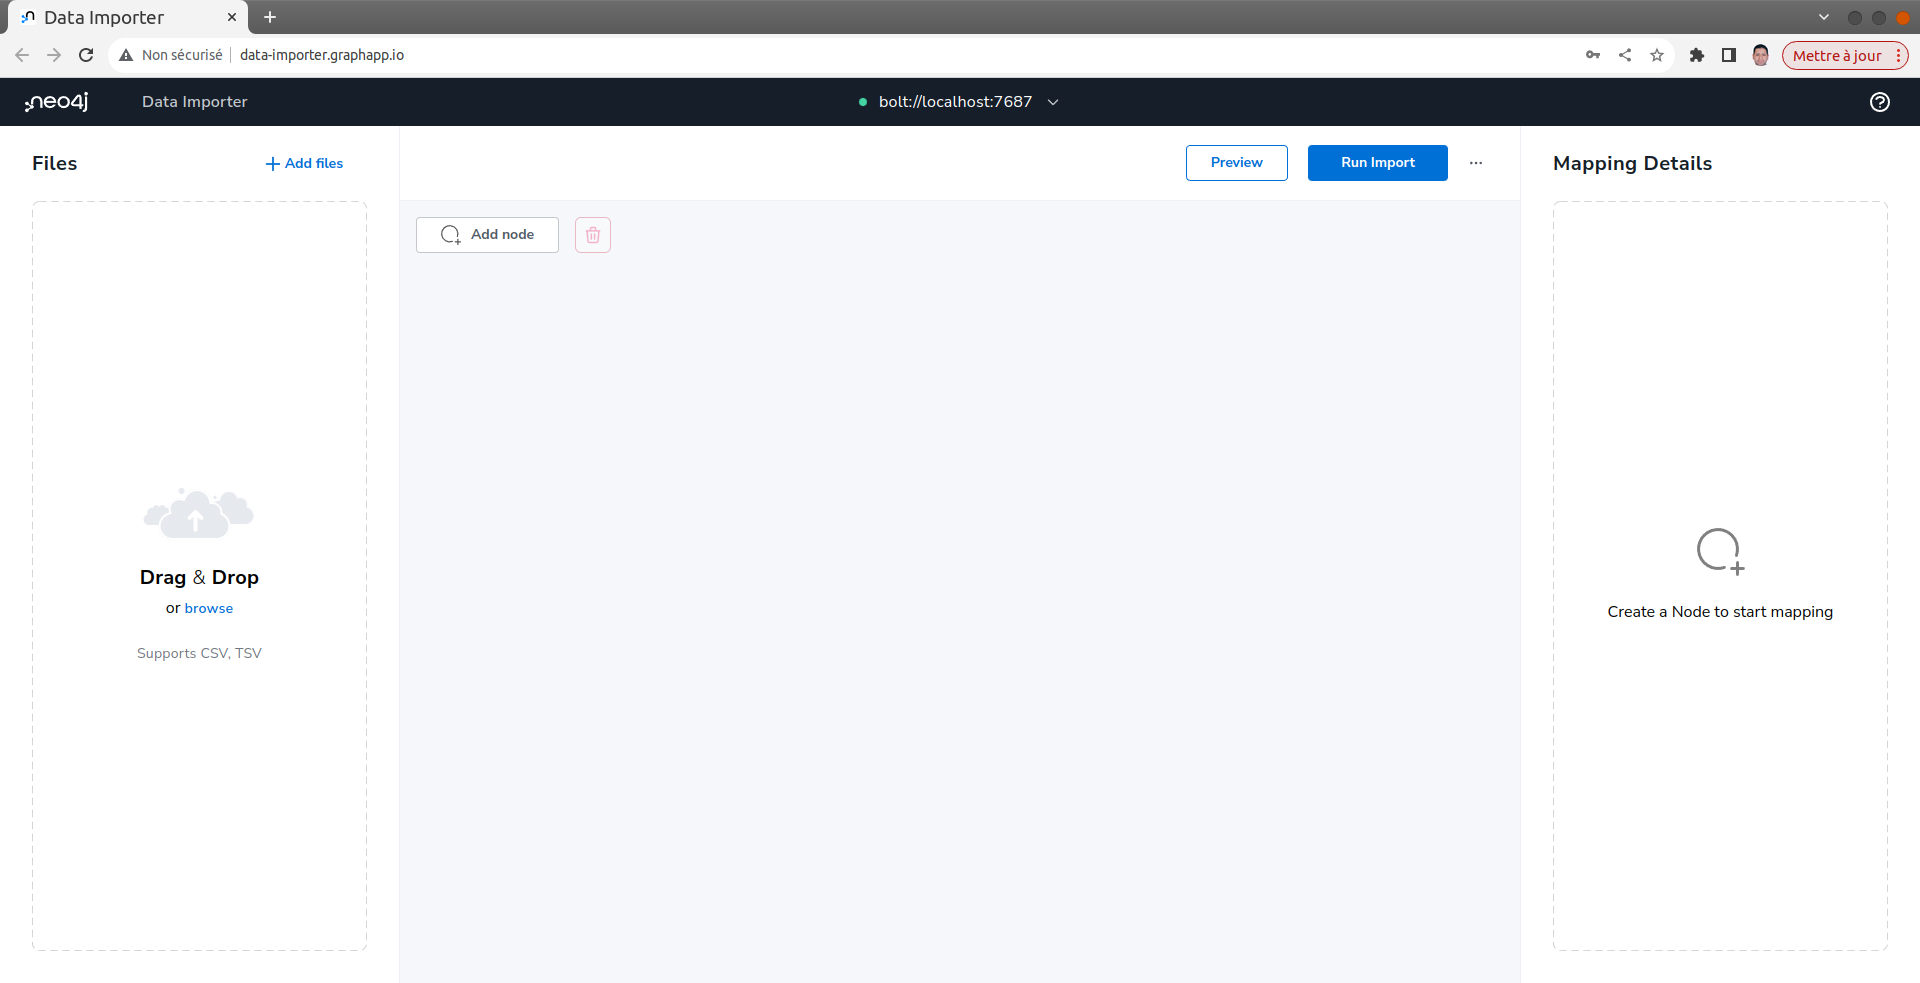 Data Importer
Non sécurisé data-importer.graphapp.io
Mettre à jour
neo4j
Data Importer
bolt://localhost:7687
Files
Add files
Preview
Run Import
Mapping Details
Add node
Drag & Drop
or browse
Supports CSV, TSV
Create a Node to start mapping